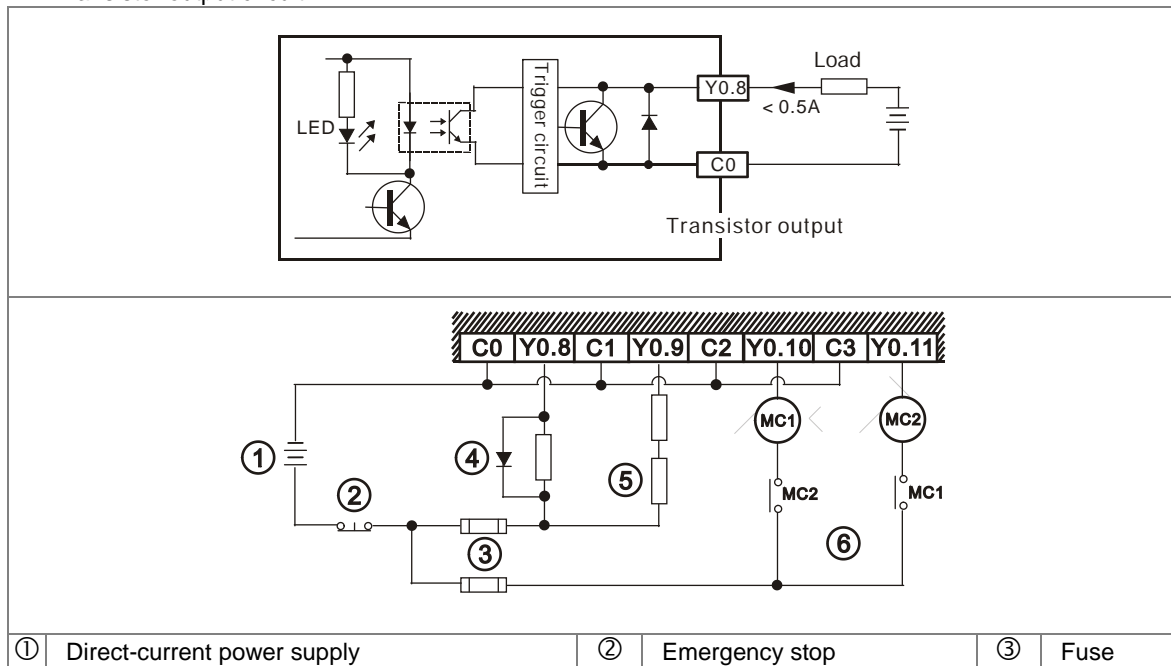 Load
Trigger circuit
Y0.8
< 0.5A
LED
C0
Transistor output
C0 Y0.8 C1 Y0.9 C2 Y0.10 C3 Y0.11
MC1 MC2
① ④ ⑤
② MC2 MC1
③ ⑥
① Direct-current power supply ② Emergency stop ③ Fuse